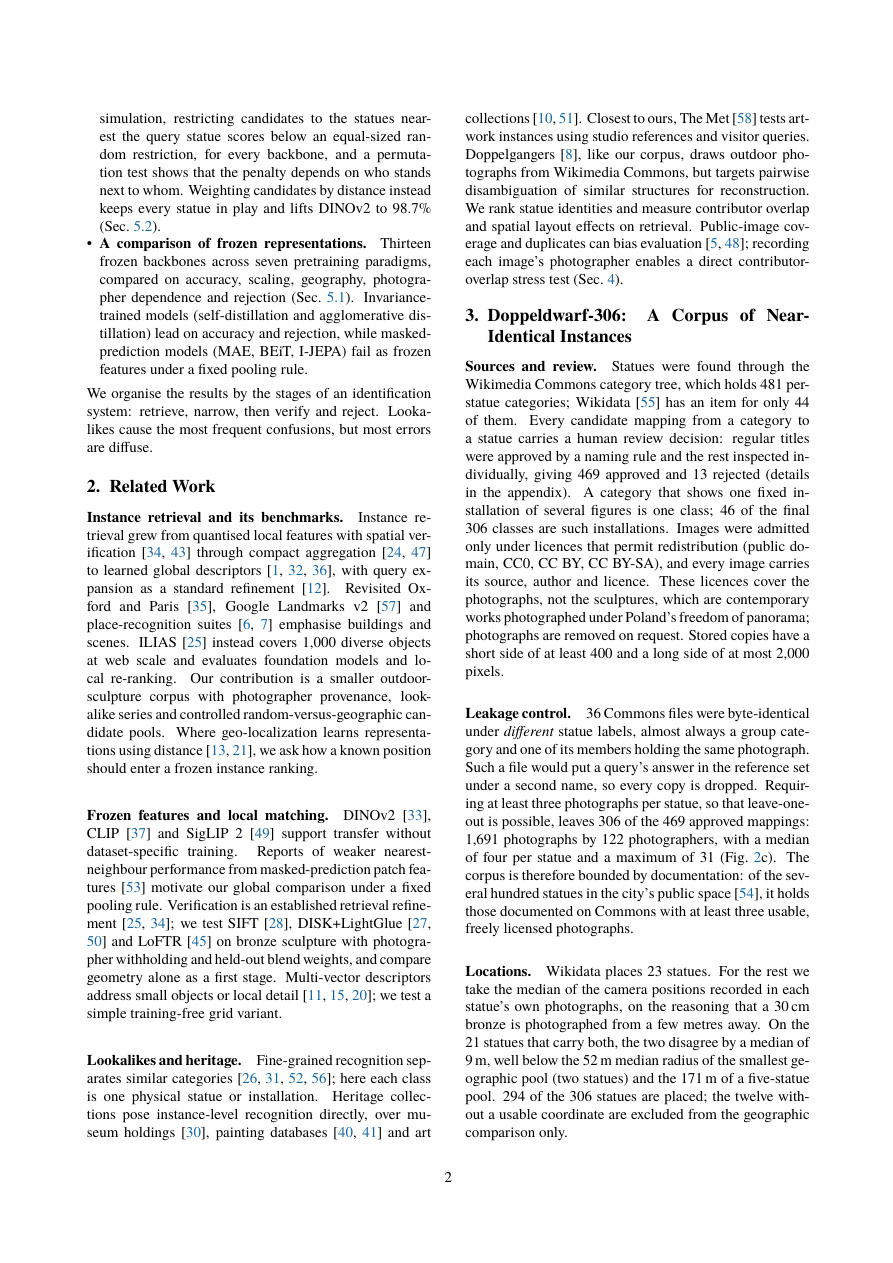 simulation, restricting candidates to the statues near-
est the query statue scores below an equal-sized ran-
dom restriction, for every backbone, and a permuta-
tion test shows that the penalty depends on who stands
next to whom. Weighting candidates by distance instead
keeps every statue in play and lifts DINOv2 to 98.7%
(Sec. 5.2).
• A comparison of frozen representations. Thirteen
frozen backbones across seven pretraining paradigms,
compared on accuracy, scaling, geography, photogra-
pher dependence and rejection (Sec. 5.1). Invariance-
trained models (self-distillation and agglomerative dis-
tillation) lead on accuracy and rejection, while masked-
prediction models (MAE, BEiT, I-JEPA) fail as frozen
features under a fixed pooling rule.
We organise the results by the stages of an identification
system: retrieve, narrow, then verify and reject. Looka-
likes cause the most frequent confusions, but most errors
are diffuse.
2. Related Work
Instance retrieval and its benchmarks. Instance re-
trieval grew from quantised local features with spatial ver-
ification [34, 43] through compact aggregation [24, 47]
to learned global descriptors [1, 32, 36], with query ex-
pansion as a standard refinement [12]. Revisited Ox-
ford and Paris [35], Google Landmarks v2 [57] and
place-recognition suites [6, 7] emphasise buildings and
scenes. ILIAS [25] instead covers 1,000 diverse objects
at web scale and evaluates foundation models and lo-
cal re-ranking. Our contribution is a smaller outdoor-
sculpture corpus with photographer provenance, look-
alike series and controlled random-versus-geographic can-
didate pools. Where geo-localization learns representa-
tions using distance [13, 21], we ask how a known position
should enter a frozen instance ranking.
Frozen features and local matching. DINOv2 [33],
CLIP [37] and SigLIP 2 [49] support transfer without
dataset-specific training. Reports of weaker nearest-
neighbour performance from masked-prediction patch fea-
tures [53] motivate our global comparison under a fixed
pooling rule. Verification is an established retrieval refine-
ment [25, 34]; we test SIFT [28], DISK+LightGlue [27,
50] and LoFTR [45] on bronze sculpture with photogra-
pher withholding and held-out blend weights, and compare
geometry alone as a first stage. Multi-vector descriptors
address small objects or local detail [11, 15, 20]; we test a
simple training-free grid variant.
Lookalikes and heritage. Fine-grained recognition sep-
arates similar categories [26, 31, 52, 56]; here each class
is one physical statue or installation. Heritage collec-
tions pose instance-level recognition directly, over mu-
seum holdings [30], painting databases [40, 41] and art
collections [10, 51]. Closest to ours, The Met [58] tests art-
work instances using studio references and visitor queries.
Doppelgangers [8], like our corpus, draws outdoor pho-
tographs from Wikimedia Commons, but targets pairwise
disambiguation of similar structures for reconstruction.
We rank statue identities and measure contributor overlap
and spatial layout effects on retrieval. Public-image cov-
erage and duplicates can bias evaluation [5, 48]; recording
each image's photographer enables a direct contributor-
overlap stress test (Sec. 4).
3. Doppeldwarf-306: A Corpus of Near-
Identical Instances
Sources and review. Statues were found through the
Wikimedia Commons category tree, which holds 481 per-
statue categories; Wikidata [55] has an item for only 44
of them. Every candidate mapping from a category to
a statue carries a human review decision: regular titles
were approved by a naming rule and the rest inspected in-
dividually, giving 469 approved and 13 rejected (details
in the appendix). A category that shows one fixed in-
stallation of several figures is one class; 46 of the final
306 classes are such installations. Images were admitted
only under licences that permit redistribution (public do-
main, CC0, CC BY, CC BY-SA), and every image carries
its source, author and licence. These licences cover the
photographs, not the sculptures, which are contemporary
works photographed under Poland's freedom of panorama;
photographs are removed on request. Stored copies have a
short side of at least 400 and a long side of at most 2,000
pixels.
Leakage control. 36 Commons files were byte-identical
under different statue labels, almost always a group cate-
gory and one of its members holding the same photograph.
Such a file would put a query's answer in the reference set
under a second name, so every copy is dropped. Requir-
ing at least three photographs per statue, so that leave-one-
out is possible, leaves 306 of the 469 approved mappings:
1,691 photographs by 122 photographers, with a median
of four per statue and a maximum of 31 (Fig. 2c). The
corpus is therefore bounded by documentation: of the sev-
eral hundred statues in the city's public space [54], it holds
those documented on Commons with at least three usable,
freely licensed photographs.
Locations. Wikidata places 23 statues. For the rest we
take the median of the camera positions recorded in each
statue's own photographs, on the reasoning that a 30 cm
bronze is photographed from a few metres away. On the
21 statues that carry both, the two disagree by a median of
9 m, well below the 52 m median radius of the smallest ge-
ographic pool (two statues) and the 171 m of a five-statue
pool. 294 of the 306 statues are placed; the twelve with-
out a usable coordinate are excluded from the geographic
comparison only.
2